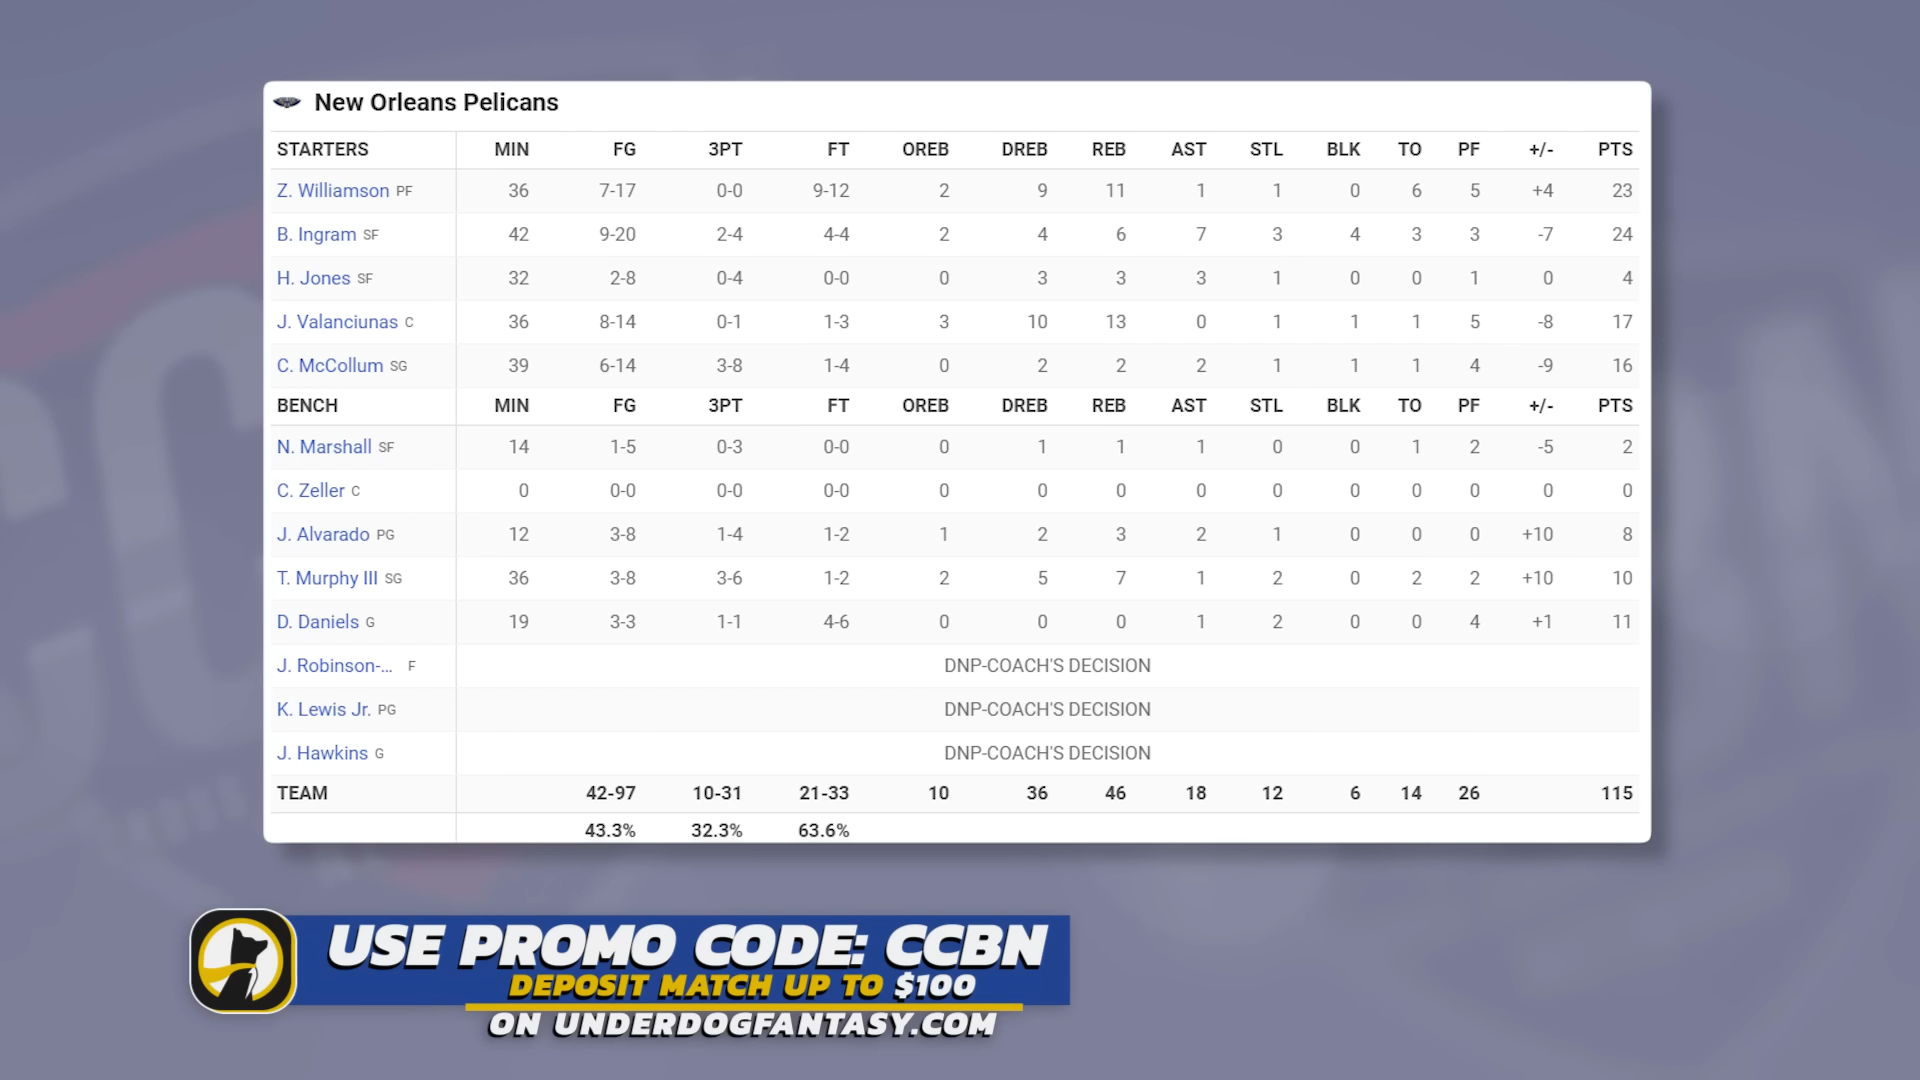 New Orleans Pelicans
STARTERS MIN FG 3PT FT OREB DREB REB AST STL BLK TO PF +/- PTS
Z. Williamson PF 36 7-17 0-0 9-12 2 9 11 1 1 0 6 5 +4 23
B. Ingram SF 42 9-20 2-4 4-4 2 4 6 7 3 4 3 3 -7 24
H. Jones SF 32 2-8 0-4 0-0 0 3 3 3 1 0 0 1 0 4
J. Valanciunas C 36 8-14 0-1 1-3 3 10 13 0 1 1 1 5 -8 17
C. McCollum SG 39 6-14 3-8 1-4 0 2 2 2 1 1 1 4 -9 16
BENCH MIN FG 3PT FT OREB DREB REB AST STL BLK TO PF +/- PTS
N. Marshall SF 14 1-5 0-3 0-0 0 1 1 1 0 0 1 2 -5 2
C. Zeller C 0 0-0 0-0 0-0 0 0 0 0 0 0 0 0 0 0
J. Alvarado PG 12 3-8 1-4 1-2 1 2 3 2 1 0 0 0 +10 8
T. Murphy III SG 36 3-8 3-6 1-2 2 5 7 1 2 0 2 2 +10 10
D. Daniels G 19 3-3 1-1 4-6 0 0 0 1 2 0 0 4 +1 11
J. Robinson-... F DNP-COACH'S DECISION
K. Lewis Jr. PG DNP-COACH'S DECISION
J. Hawkins G DNP-COACH'S DECISION
TEAM 42-97 10-31 21-33 10 36 46 18 12 6 14 26 115
43.3% 32.3% 63.6%
USE PROMO CODE: CCBN
DEPOSIT MATCH UP TO $100
ON UNDERDOGFANTASY.COM